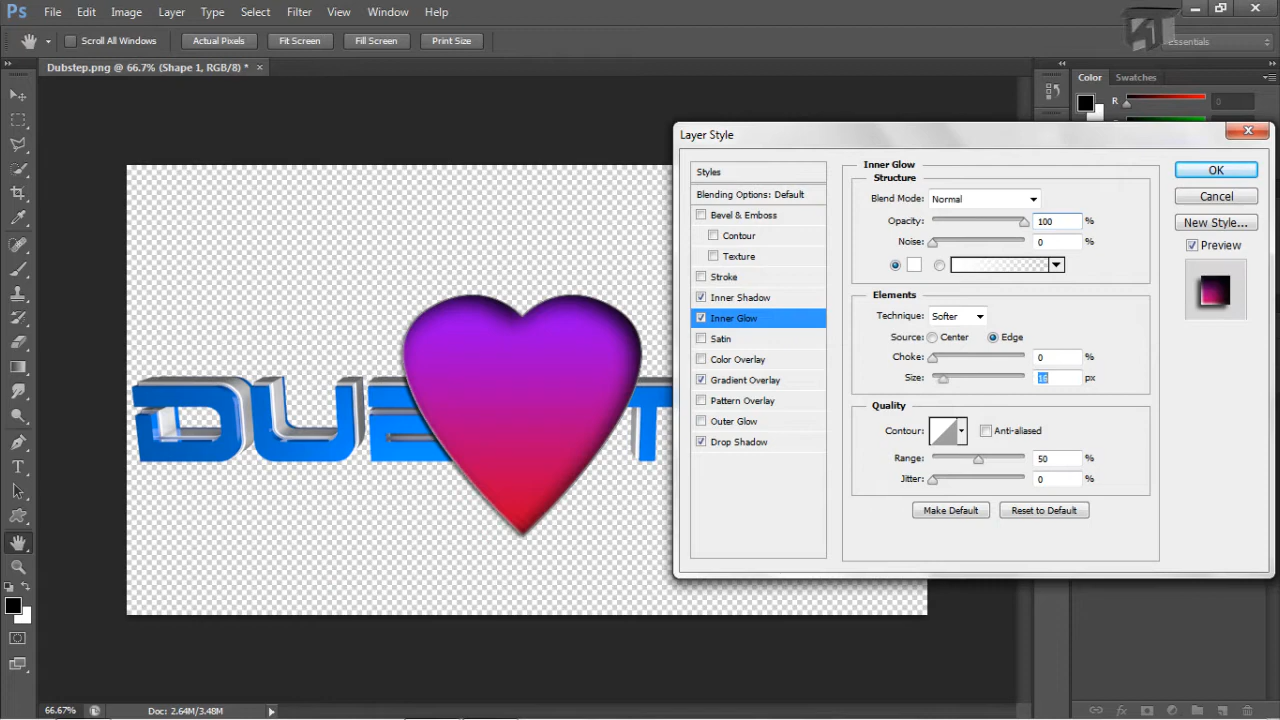 Ps File Edit Image Layer Type Select Filter View Window Help
Scroll All Windows Actual Pixels Fit Screen Fill Screen Print Size Essentials
Dubstep.png @ 66.7% (Shape 1, RGB/8) * ×
Color Swatches
R 0
Layer Style
Styles
Blending Options: Default
Bevel & Emboss
Contour
Texture
Stroke
Inner Shadow
Inner Glow
Satin
Color Overlay
Gradient Overlay
Pattern Overlay
Outer Glow
Drop Shadow
Inner Glow
Structure
Blend Mode: Normal
Opacity: 100 %
Noise: 0 %
Elements
Technique: Softer
Source: Center Edge
Choke: 0 %
Size: 16 px
Quality
Contour: Anti-aliased
Range: 50 %
Jitter: 0 %
Make Default Reset to Default
OK
Cancel
New Style...
Preview
DUB T
66.67% Doc: 2.64M/3.48M